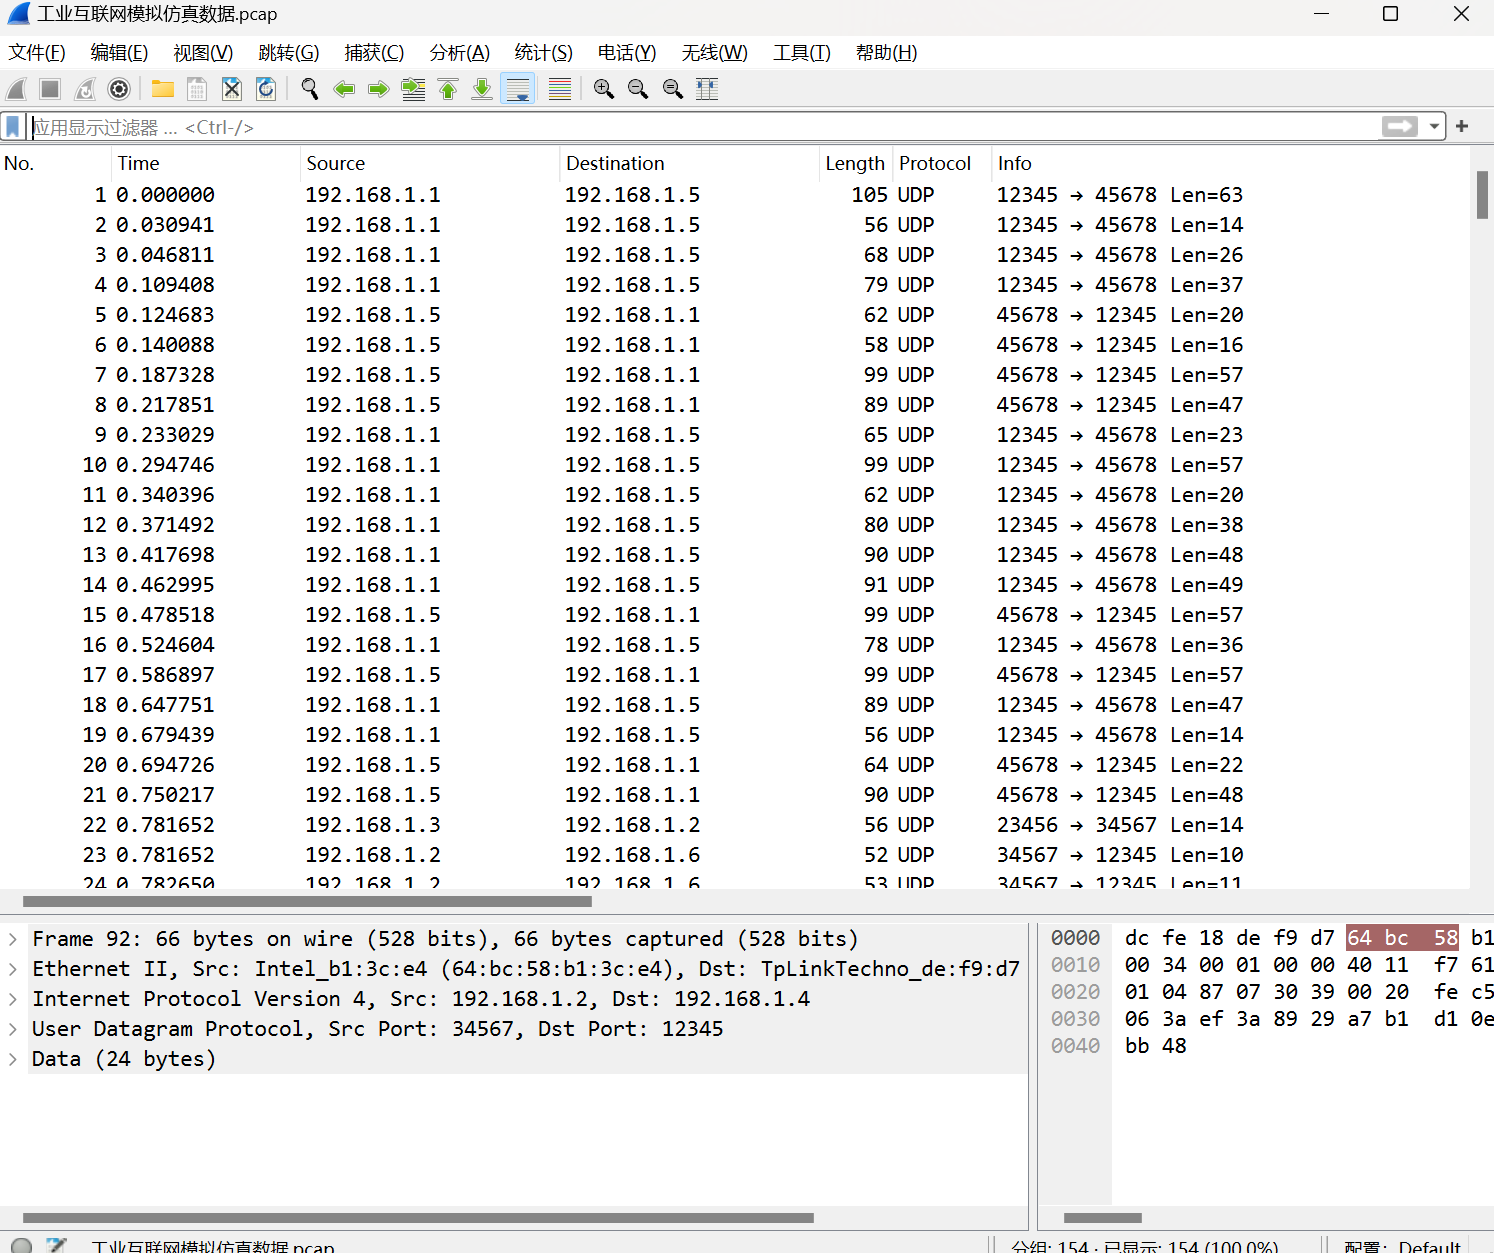 工业互联网模拟仿真数据.pcap
文件(F) 编辑(E) 视图(V) 跳转(G) 捕获(C) 分析(A) 统计(S) 电话(Y) 无线(W) 工具(T) 帮助(H)
应用显示过滤器 … <Ctrl-/>
No. Time Source Destination Length Protocol Info
1 0.000000 192.168.1.1 192.168.1.5 105 UDP 12345 → 45678 Len=63
2 0.030941 192.168.1.1 192.168.1.5 56 UDP 12345 → 45678 Len=14
3 0.046811 192.168.1.1 192.168.1.5 68 UDP 12345 → 45678 Len=26
4 0.109408 192.168.1.1 192.168.1.5 79 UDP 12345 → 45678 Len=37
5 0.124683 192.168.1.5 192.168.1.1 62 UDP 45678 → 12345 Len=20
6 0.140088 192.168.1.5 192.168.1.1 58 UDP 45678 → 12345 Len=16
7 0.187328 192.168.1.5 192.168.1.1 99 UDP 45678 → 12345 Len=57
8 0.217851 192.168.1.5 192.168.1.1 89 UDP 45678 → 12345 Len=47
9 0.233029 192.168.1.1 192.168.1.5 65 UDP 12345 → 45678 Len=23
10 0.294746 192.168.1.1 192.168.1.5 99 UDP 12345 → 45678 Len=57
11 0.340396 192.168.1.1 192.168.1.5 62 UDP 12345 → 45678 Len=20
12 0.371492 192.168.1.1 192.168.1.5 80 UDP 12345 → 45678 Len=38
13 0.417698 192.168.1.1 192.168.1.5 90 UDP 12345 → 45678 Len=48
14 0.462995 192.168.1.1 192.168.1.5 91 UDP 12345 → 45678 Len=49
15 0.478518 192.168.1.5 192.168.1.1 99 UDP 45678 → 12345 Len=57
16 0.524604 192.168.1.1 192.168.1.5 78 UDP 12345 → 45678 Len=36
17 0.586897 192.168.1.5 192.168.1.1 99 UDP 45678 → 12345 Len=57
18 0.647751 192.168.1.1 192.168.1.5 89 UDP 12345 → 45678 Len=47
19 0.679439 192.168.1.1 192.168.1.5 56 UDP 12345 → 45678 Len=14
20 0.694726 192.168.1.5 192.168.1.1 64 UDP 45678 → 12345 Len=22
21 0.750217 192.168.1.5 192.168.1.1 90 UDP 45678 → 12345 Len=48
22 0.781652 192.168.1.3 192.168.1.2 56 UDP 23456 → 34567 Len=14
23 0.781652 192.168.1.2 192.168.1.6 52 UDP 34567 → 12345 Len=10
24 0.782650 192.168.1.2 192.168.1.6 53 UDP 34567 → 12345 Len=11
Frame 92: 66 bytes on wire (528 bits), 66 bytes captured (528 bits)
Ethernet II, Src: Intel_b1:3c:e4 (64:bc:58:b1:3c:e4), Dst: TpLinkTechno_de:f9:d7
Internet Protocol Version 4, Src: 192.168.1.2, Dst: 192.168.1.4
User Datagram Protocol, Src Port: 34567, Dst Port: 12345
Data (24 bytes)
0000 dc fe 18 de f9 d7 64 bc 58 b1
0010 00 34 00 01 00 00 40 11 f7 61
0020 01 04 87 07 30 39 00 20 fe c5
0030 06 3a ef 3a 89 29 a7 b1 d1 0e
0040 bb 48
工业互联网模拟仿真数据.pcap 分组: 154 · 已显示: 154 (100.0%) 配置: Default